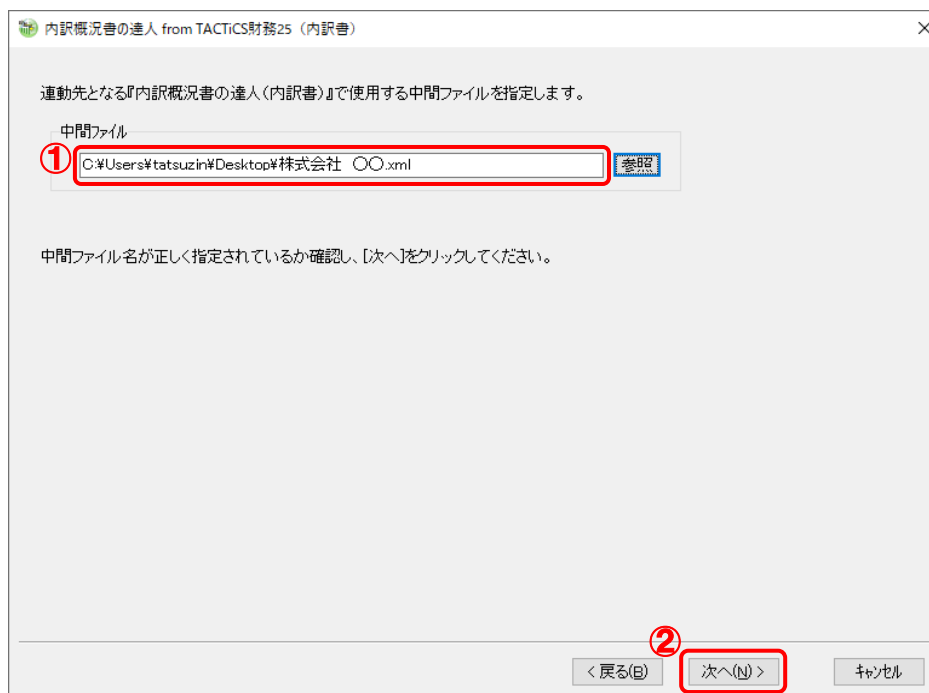 内訳概況書の達人 from TACTiCS財務25（内訳書）
連動先となる『内訳概況書の達人（内訳書）』で使用する中間ファイルを指定します。
中間ファイル
① C:¥Users¥tatsuzin¥Desktop¥株式会社　〇〇.xml 参照
中間ファイル名が正しく指定されているか確認し、[次へ]をクリックしてください。
②
< 戻る(B) 次へ(N) > キャンセル